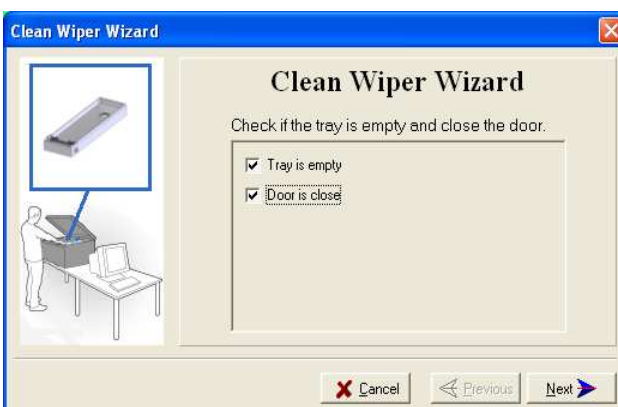 Clean Wiper Wizard
Clean Wiper Wizard
Check if the tray is empty and close the door.
Tray is empty
Door is close
Cancel
Previous
Next